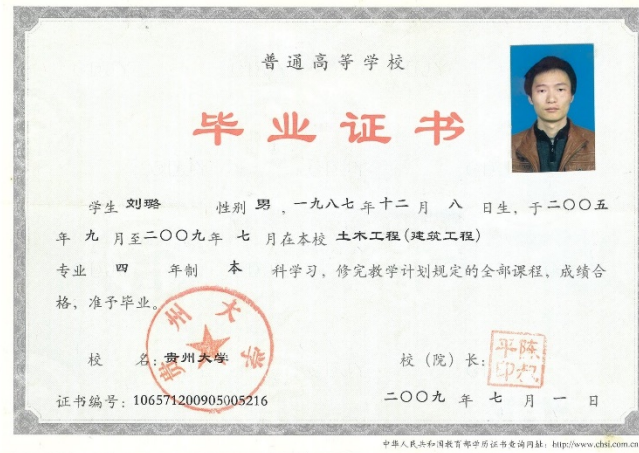 普通高等学校
毕业证书
学生 刘璐 性别 男 , 一九八七 年 十二 月 八 日生, 于二〇〇五
年 九 月至二〇〇九年 七 月在本校 土木工程(建筑工程)
专业 四 年制 本 科学习, 修完教学计划规定的全部课程, 成绩合
格, 准予毕业。
贵州大学
校 名: 贵州大学
校(院)长:
证书编号: 106571200905005216
二〇〇九 年 七 月 一 日
中华人民共和国教育部学历证书查询网址: http://www.chsi.com.cn